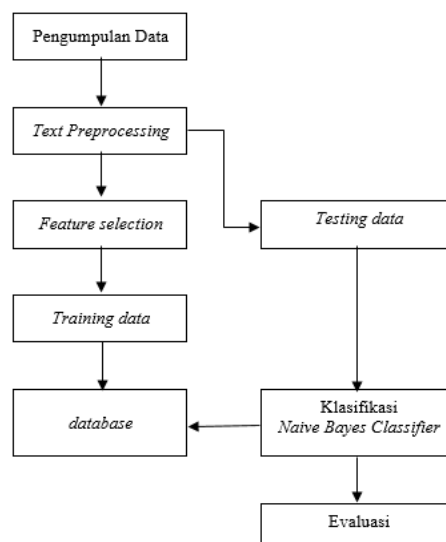 Pengumpulan Data
Text Preprocessing
Feature selection
Testing data
Training data
database
Klasifikasi
Naive Bayes Classifier
Evaluasi